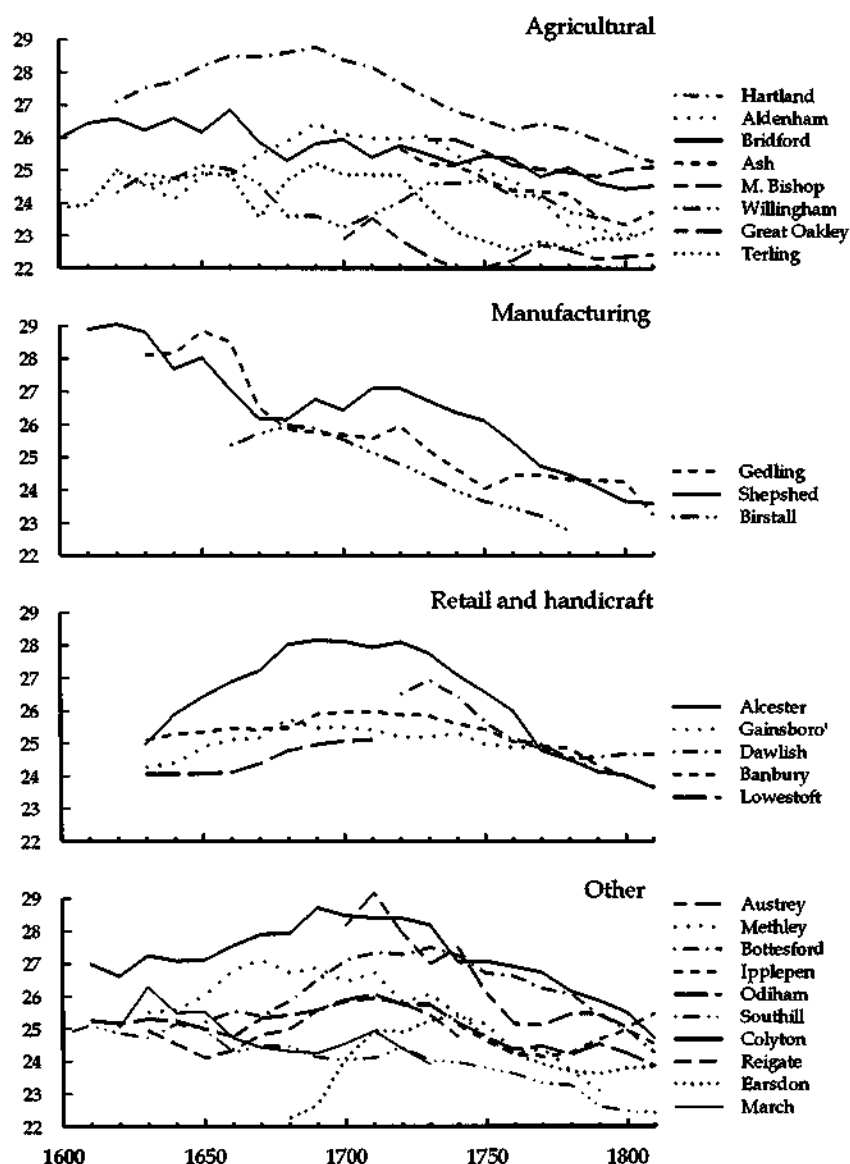 Agricultural
29
28
27
26
25
24
23
22
Hartland
Aldenham
Bridford
Ash
M. Bishop
Willingham
Great Oakley
Terling
Manufacturing
29
28
27
26
25
24
23
22
Gedling
Shepshed
Birstall
Retail and handicraft
29
28
27
26
25
24
23
22
Alcester
Gainsboro'
Dawlish
Banbury
Lowestoft
Other
29
28
27
26
25
24
23
22
Austrey
Methley
Bottesford
Ipplepen
Odiham
Southill
Colyton
Reigate
Earsdon
March
1600 1650 1700 1750 1800